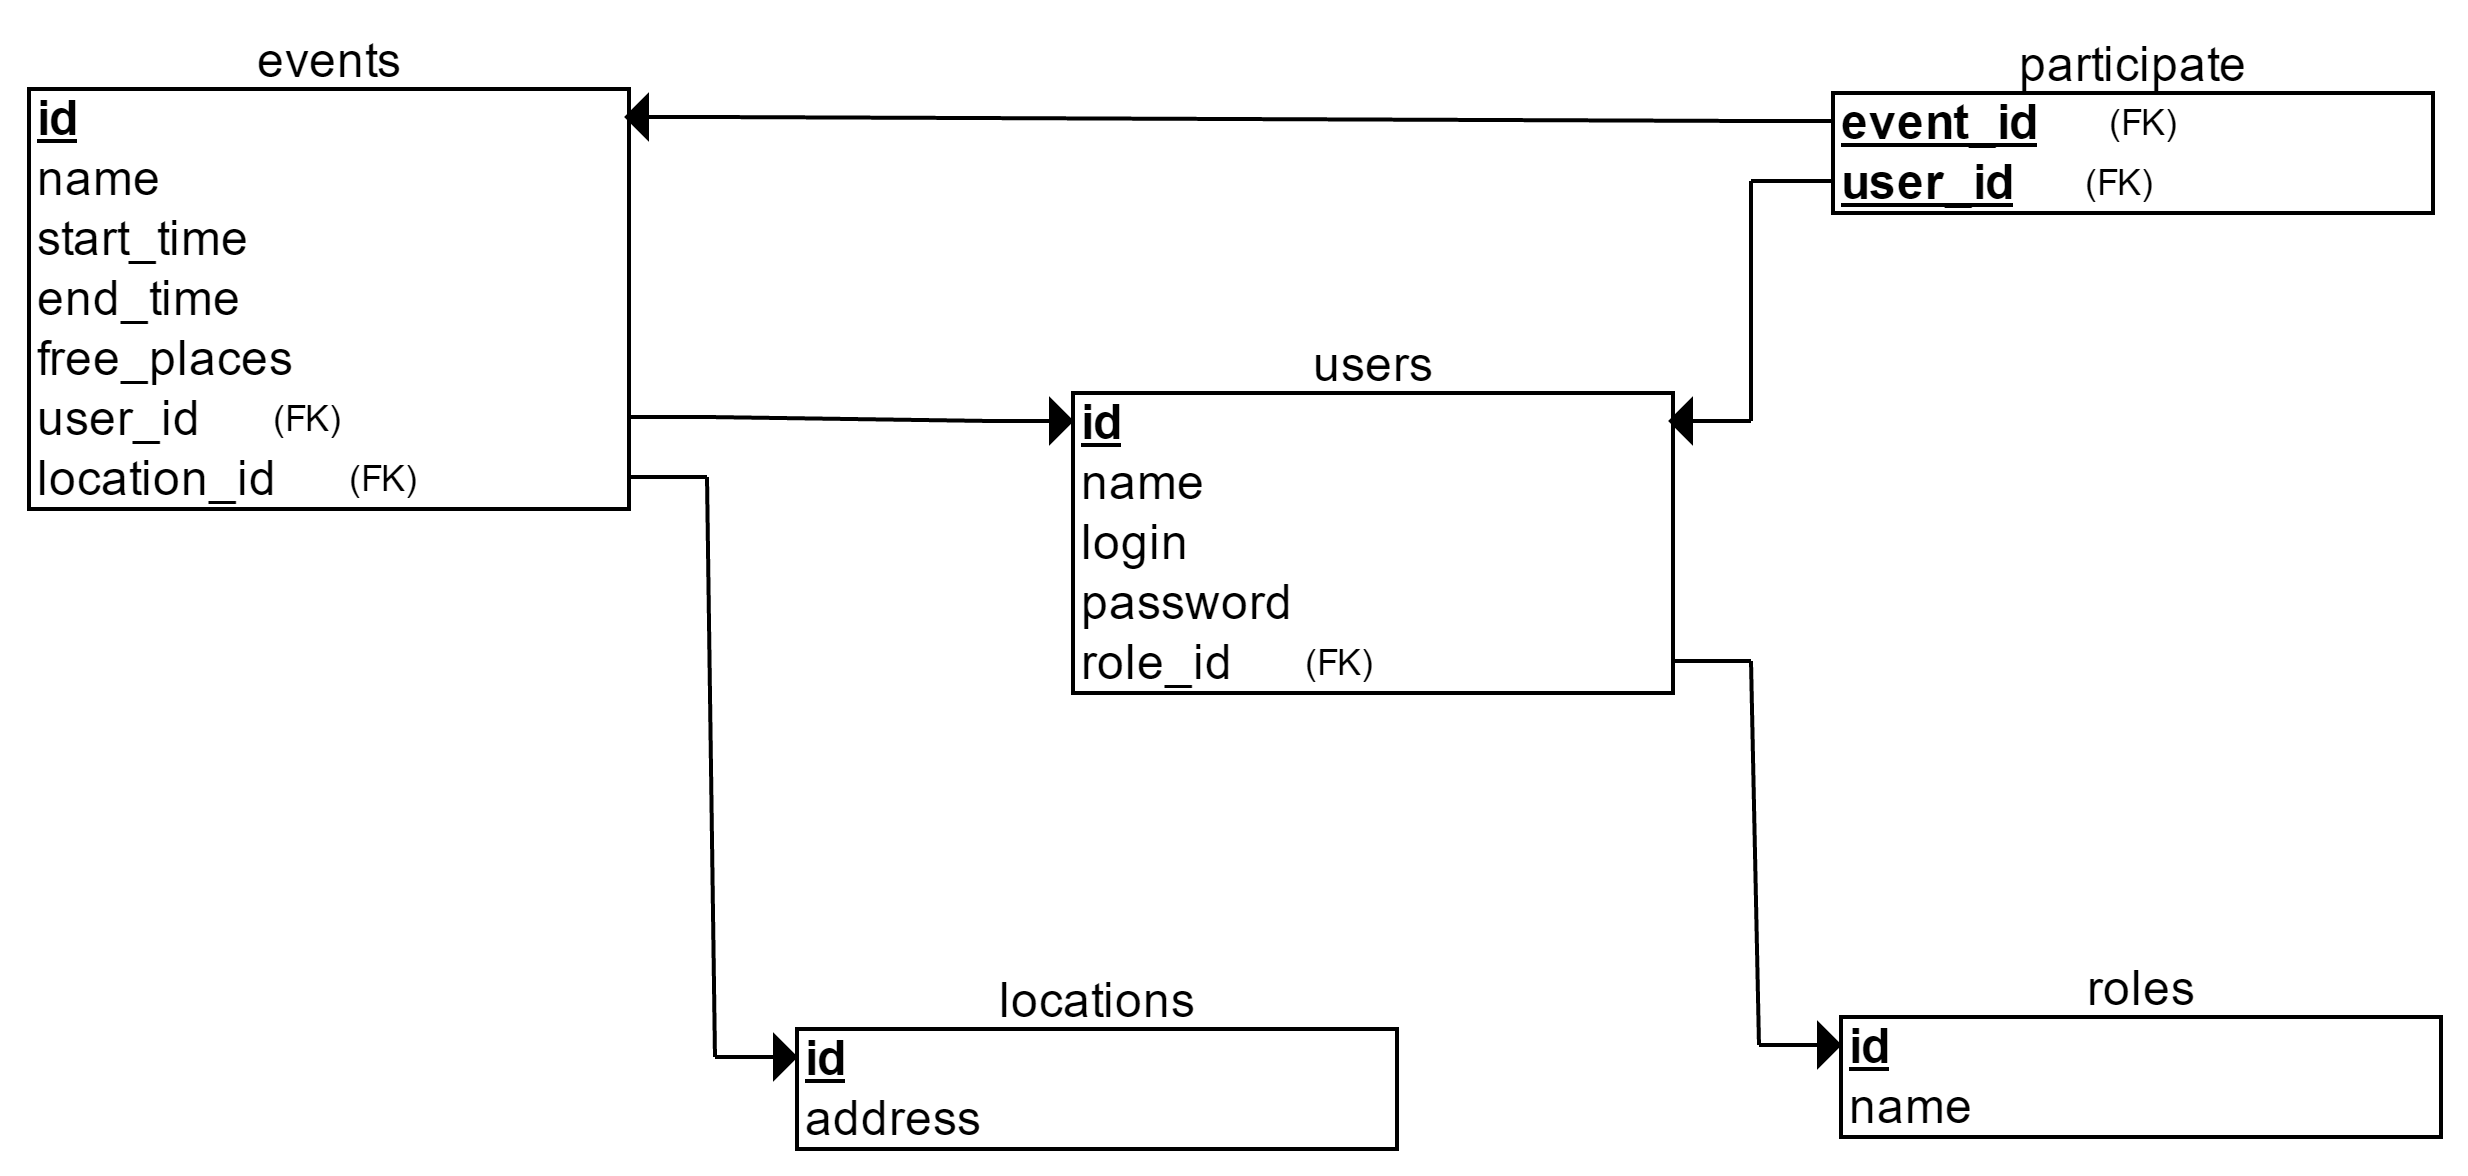 events
id
name
start_time
end_time
free_places
user_id (FK)
location_id (FK)
participate
event_id (FK)
user_id (FK)
users
id
name
login
password
role_id (FK)
locations
id
address
roles
id
name